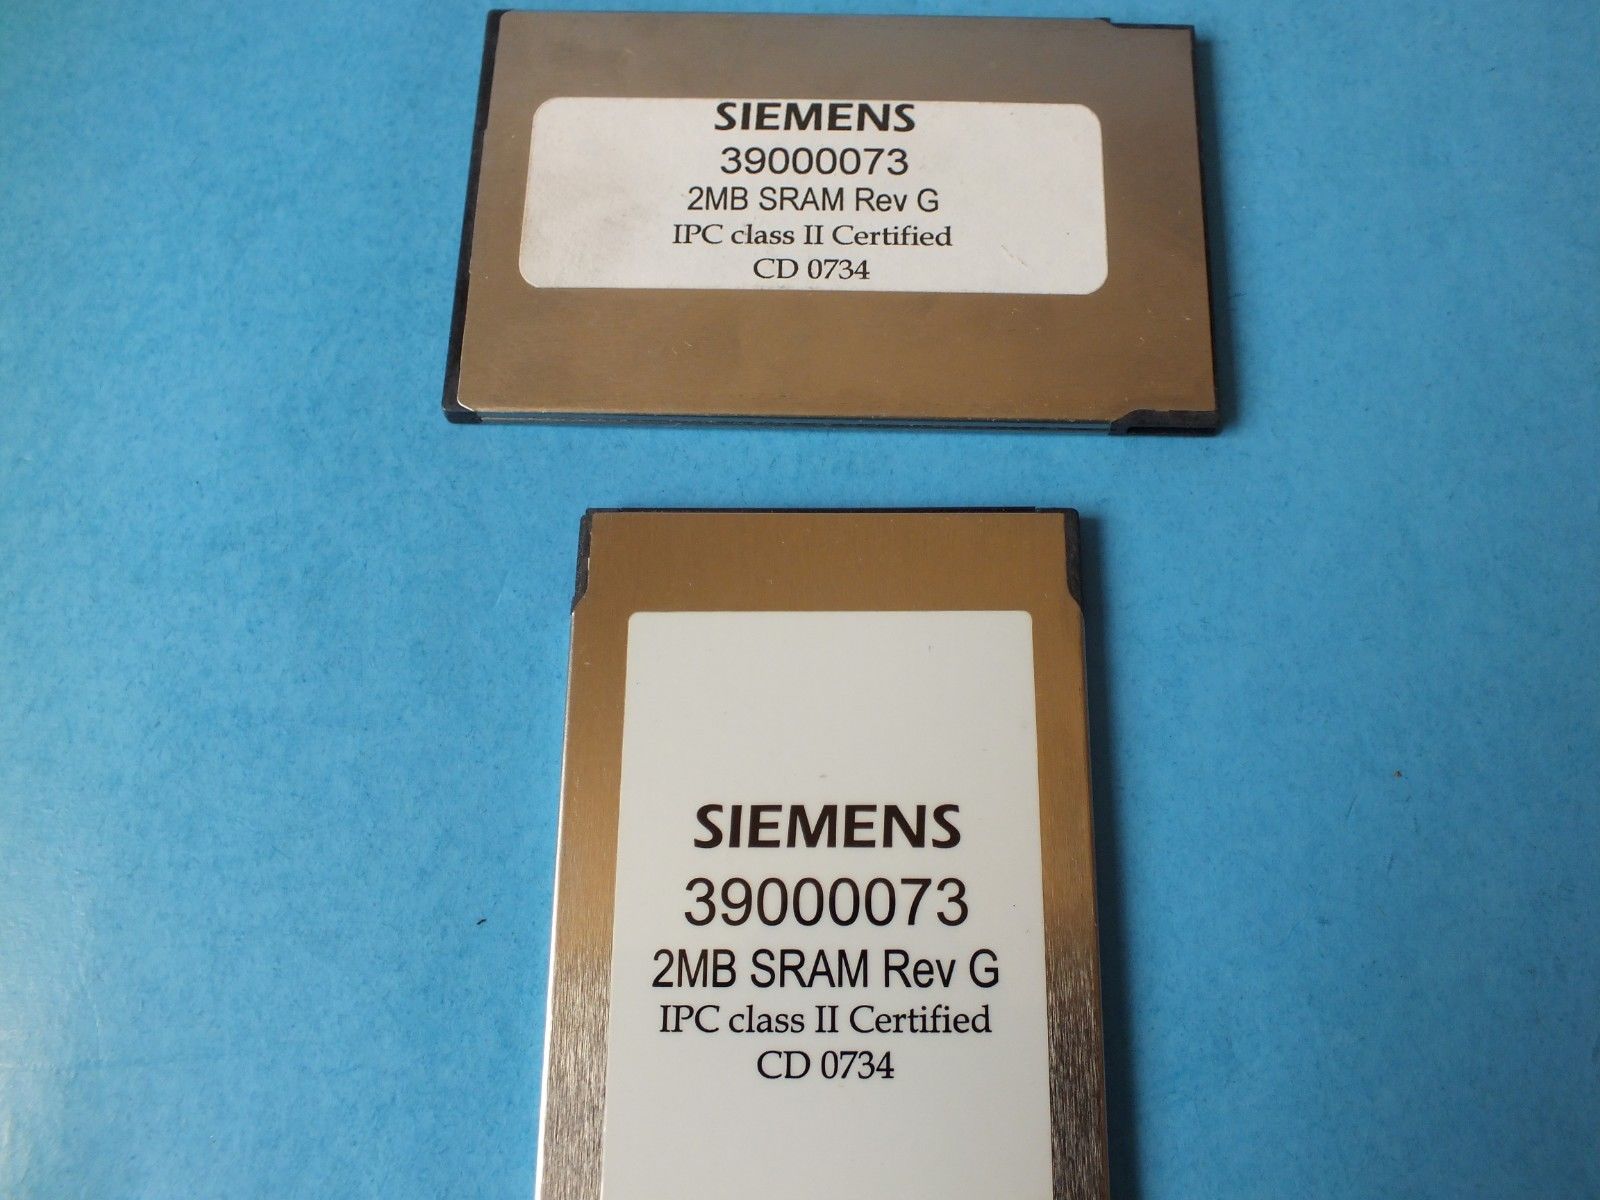 SIEMENS
39000073
2MB SRAM Rev G
IPC class II Certified
CD 0734
SIEMENS
39000073
2MB SRAM Rev G
IPC class II Certified
CD 0734